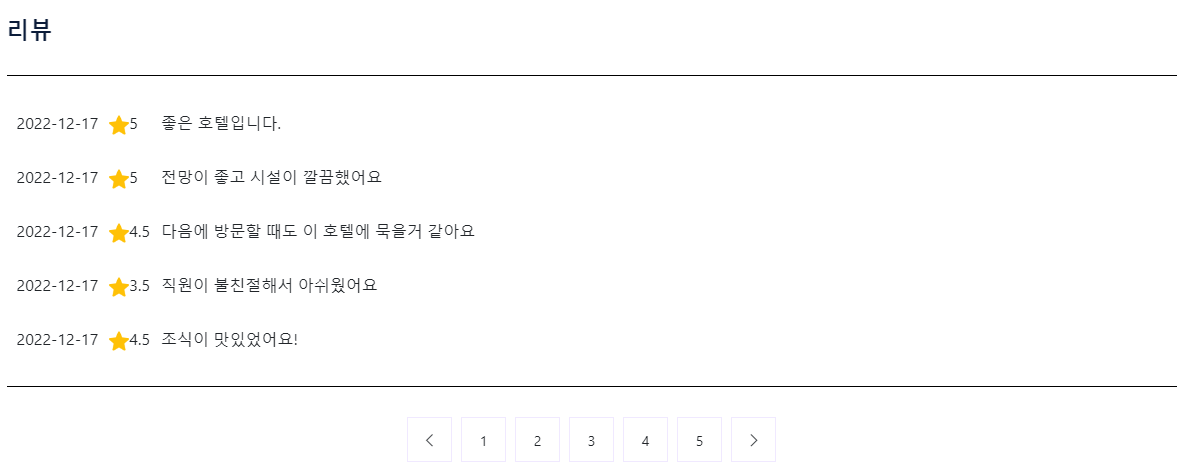 리뷰
2022-12-17 5 좋은 호텔입니다.
2022-12-17 5 전망이 좋고 시설이 깔끔했어요
2022-12-17 4.5 다음에 방문할 때도 이 호텔에 묵을거 같아요
2022-12-17 3.5 직원이 불친절해서 아쉬웠어요
2022-12-17 4.5 조식이 맛있었어요!
1 2 3 4 5